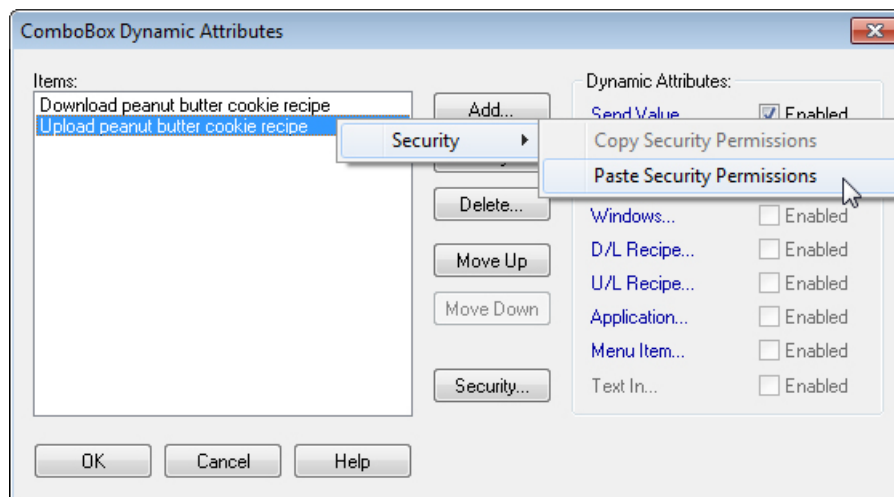 ComboBox Dynamic Attributes
Items:
Download peanut butter cookie recipe
Upload peanut butter cookie recipe
Add...
Delete...
Move Up
Move Down
Security...
Security
Copy Security Permissions
Paste Security Permissions
Dynamic Attributes:
Send Value Enabled
Windows... Enabled
D/L Recipe... Enabled
U/L Recipe... Enabled
Application... Enabled
Menu Item... Enabled
Text In... Enabled
OK Cancel Help